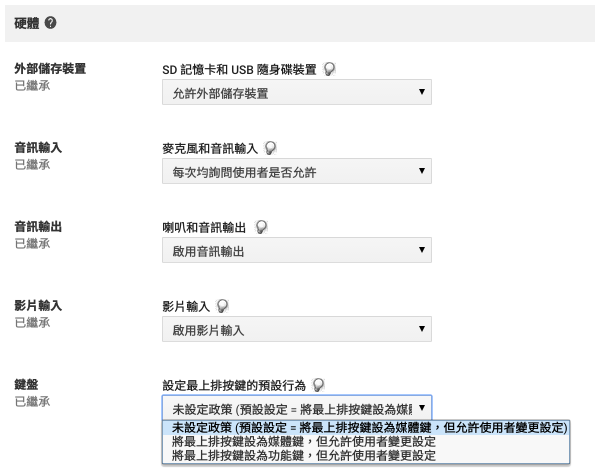 硬體
外部儲存裝置
已繼承
SD 記憶卡和 USB 隨身碟裝置
允許外部儲存裝置
音訊輸入
已繼承
麥克風和音訊輸入
每次均詢問使用者是否允許
音訊輸出
已繼承
喇叭和音訊輸出
啟用音訊輸出
影片輸入
已繼承
影片輸入
啟用影片輸入
鍵盤
已繼承
設定最上排按鍵的預設行為
未設定政策 (預設設定 = 將最上排按鍵設為媒
未設定政策 (預設設定 = 將最上排按鍵設為媒體鍵，但允許使用者變更設定)
將最上排按鍵設為媒體鍵，但允許使用者變更設定
將最上排按鍵設為功能鍵，但允許使用者變更設定